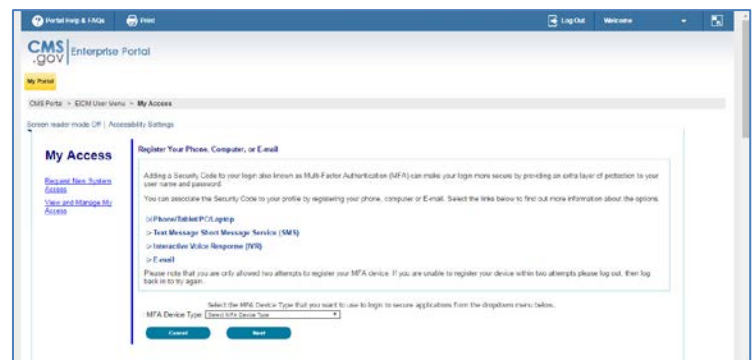 Portal Help & FAQs Print Log Out Welcome
CMS
.gov Enterprise Portal
My Portal
CMS Portal > EIDM User Menu > My Access
Screen reader mode Off | Accessibility Settings
My Access
Request New System
Access
View and Manage My
Access
Register Your Phone, Computer, or E-mail
Adding a Security Code to your login also known as Multi-Factor Authentication (MFA) can make your login more secure by providing an extra layer of protection to your
user name and password.
You can associate the Security Code to your profile by registering your phone, computer or E-mail. Select the links below to find out more information about the options.
Phone/Tablet/PC/Laptop
Text Message Short Message Service (SMS)
Interactive Voice Response (IVR)
E-mail
Please note that you are only allowed two attempts to register your MFA device. If you are unable to register your device within two attempts please log out, then log
back in to try again.
Select the MFA Device Type that you want to use to login to secure applications from the dropdown menu below.
MFA Device Type: Select MFA Device Type
Cancel Next